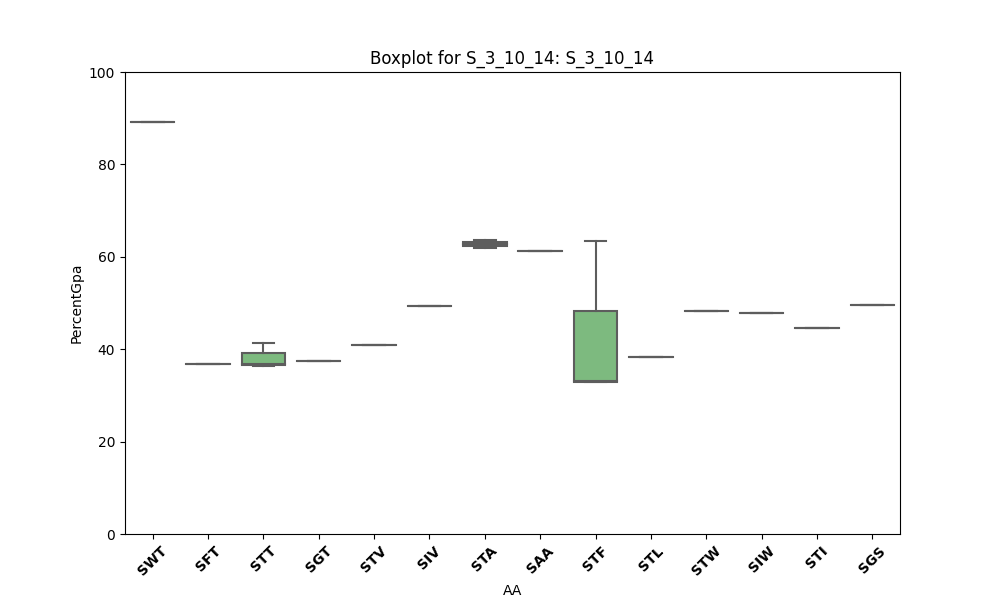 Boxplot for S_3_10_14: S_3_10_14
100
80
60
40
20
0
PercentGpa
SWT SFT STT SGT STV SIV STA SAA STF STL STW SIW STI SGS
AA